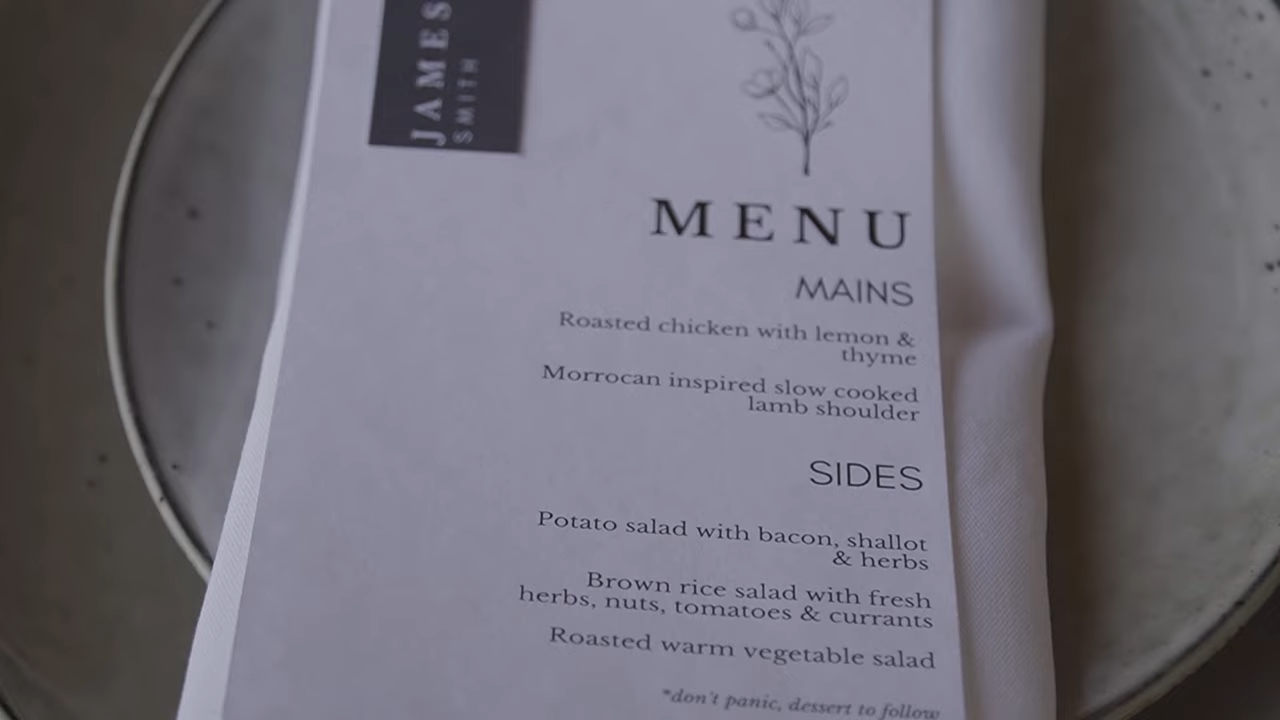 JAMES
SMITH
MENU
MAINS
Roasted chicken with lemon &
thyme
Morrocan inspired slow cooked
lamb shoulder
SIDES
Potato salad with bacon, shallot
& herbs
Brown rice salad with fresh
herbs, nuts, tomatoes & currants
Roasted warm vegetable salad
*don't panic, dessert to follow